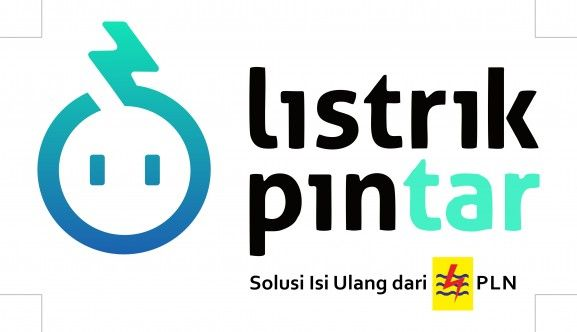 listrik
pintar
Solusi Isi Ulang dari PLN